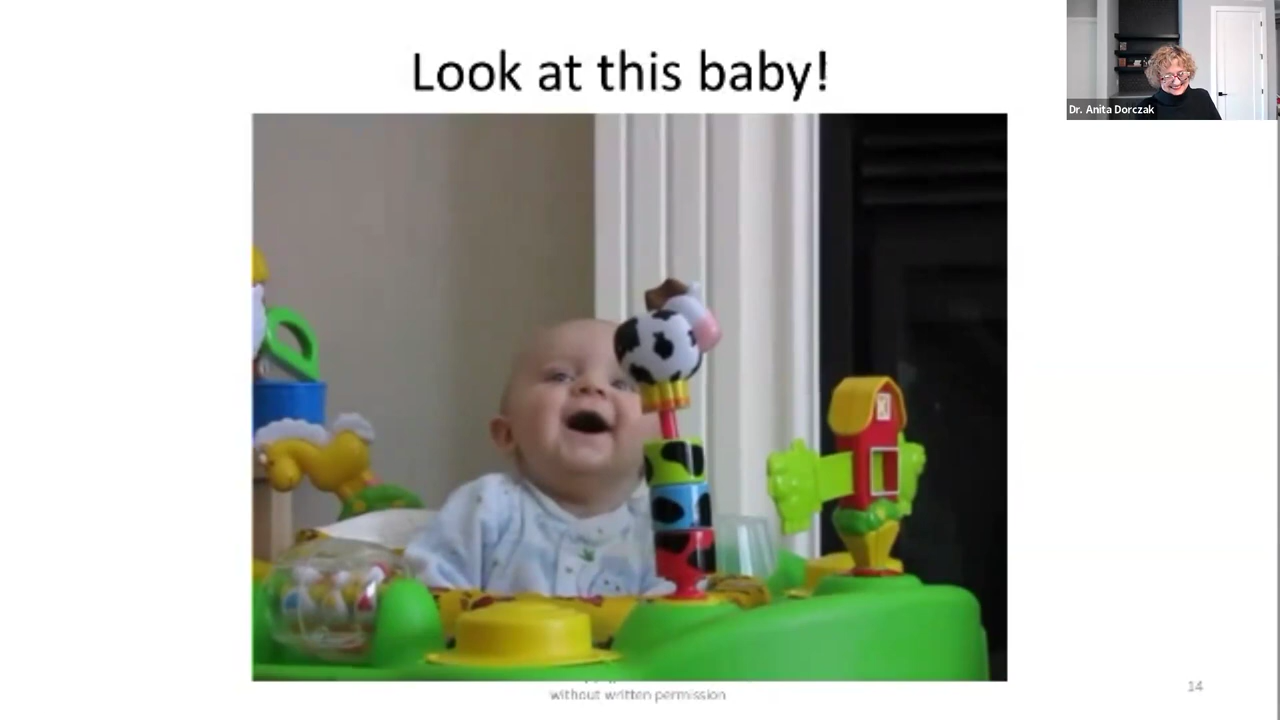 Look at this baby!
Dr. Anita Dorczak
without written permission
14